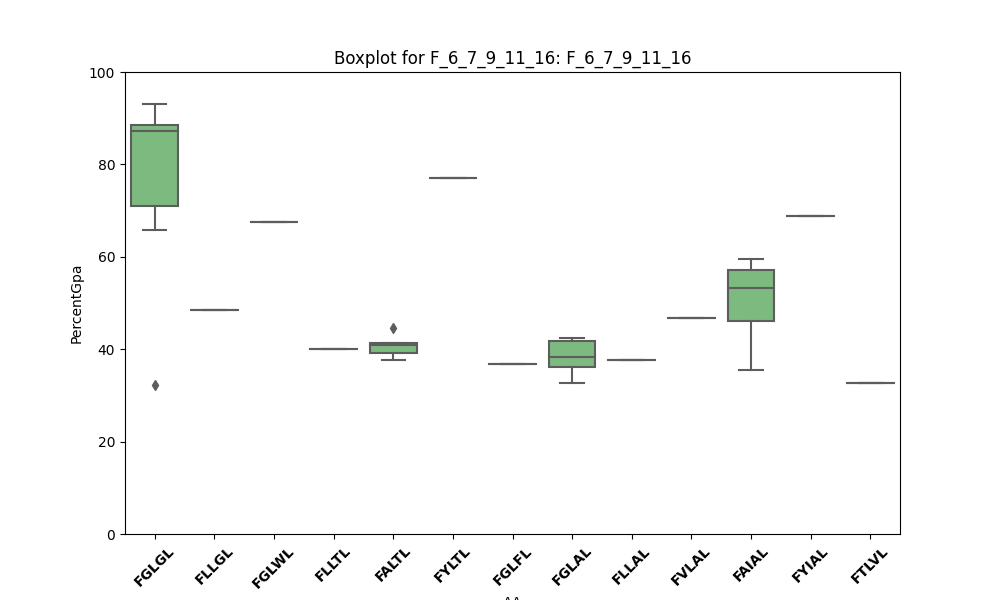 Boxplot for F_6_7_9_11_16: F_6_7_9_11_16
100
80
60
40
20
0
PercentGpa
FGLGL
FLLGL
FGLWL
FLLTL
FALTL
FYLTL
FGLFL
FGLAL
FLLAL
FVLAL
FAIAL
FYIAL
FTLVL